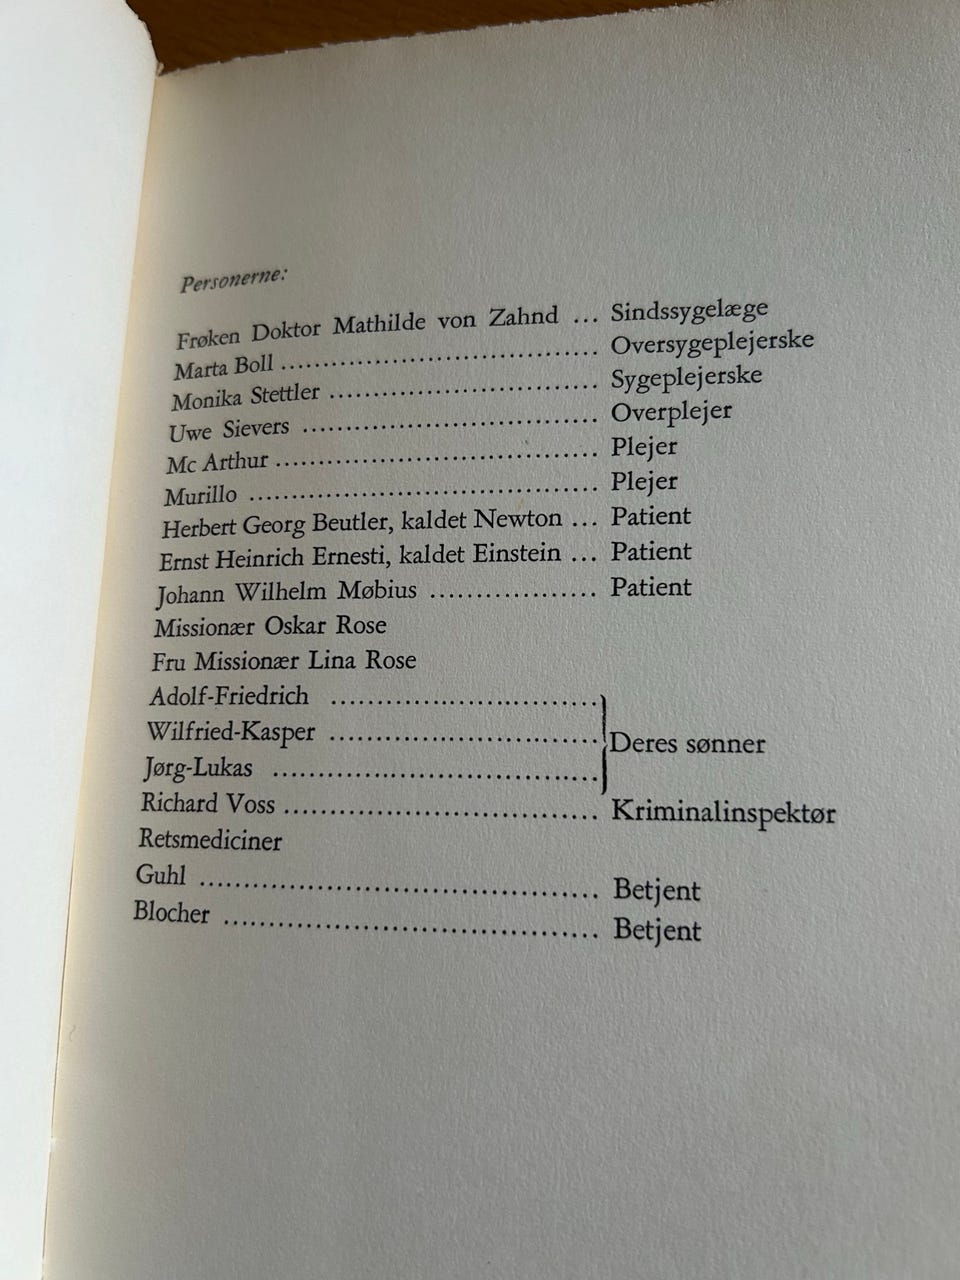 Personerne:
Frøken Doktor Mathilde von Zahnd ... Sindssygelæge
Marta Boll ................................... Oversygeplejerske
Monika Stettler ............................. Sygeplejerske
Uwe Sievers ................................ Overplejer
Mc Arthur ................................... Plejer
Murillo ...................................... Plejer
Herbert Georg Beutler, kaldet Newton ... Patient
Ernst Heinrich Ernesti, kaldet Einstein ... Patient
Johann Wilhelm Møbius .................. Patient
Missionær Oskar Rose
Fru Missionær Lina Rose
Adolf-Friedrich .............................
Wilfried-Kasper ............................. Deres sønner
Jørg-Lukas ...................................
Richard Voss .................................. Kriminalinspektør
Retsmediciner
Guhl ........................................... Betjent
Blocher ........................................ Betjent